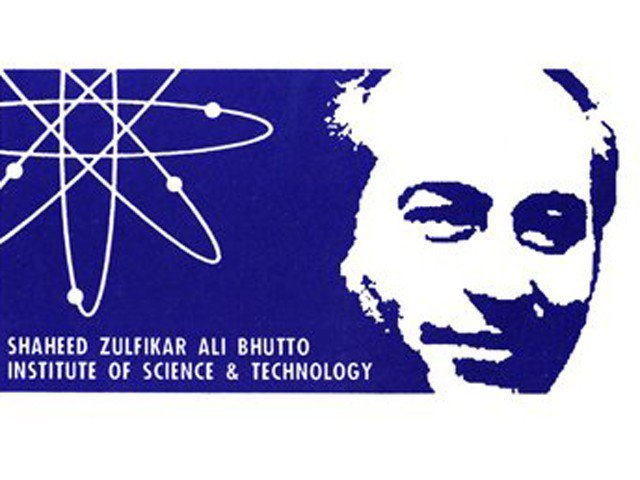 SHAHEED ZULFIKAR ALI BHUTTO
INSTITUTE OF SCIENCE & TECHNOLOGY